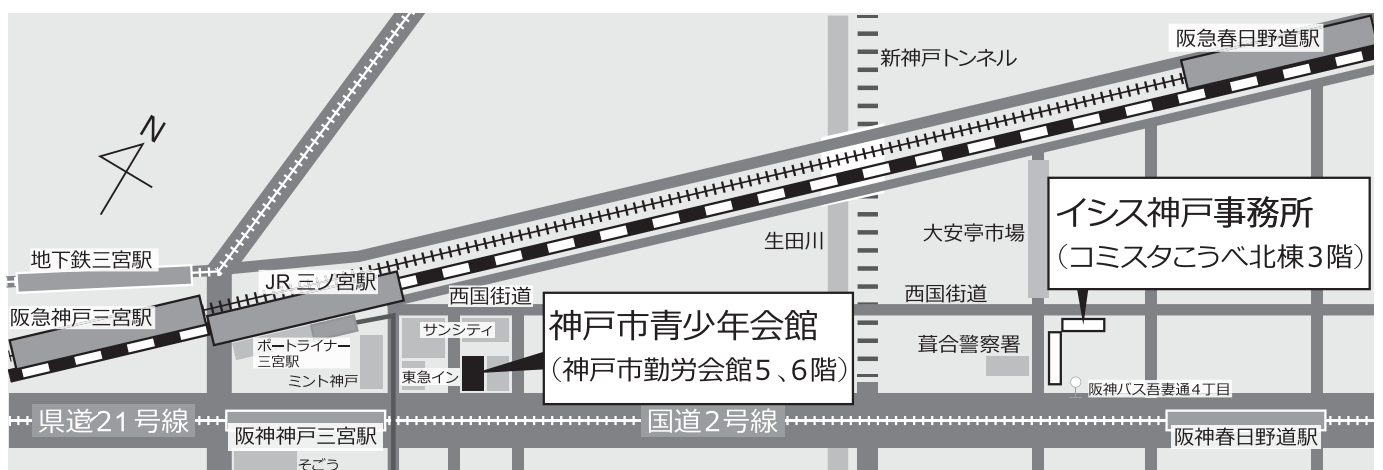 阪急春日野道駅
新神戸トンネル
N
イシス神戸事務所
(コミスタこうべ北棟3階)
生田川
大安亭市場
地下鉄三宮駅
JR 三ノ宮駅
西国街道
西国街道
阪急神戸三宮駅
サンシティ
神戸市青少年会館
(神戸市勤労会館5、6階)
ポートライナー
三宮駅
葺合警察署
ミント神戸
東急イン
阪神バス吾妻通4丁目
県道21号線
国道2号線
阪神神戸三宮駅
阪神春日野道駅
そごう